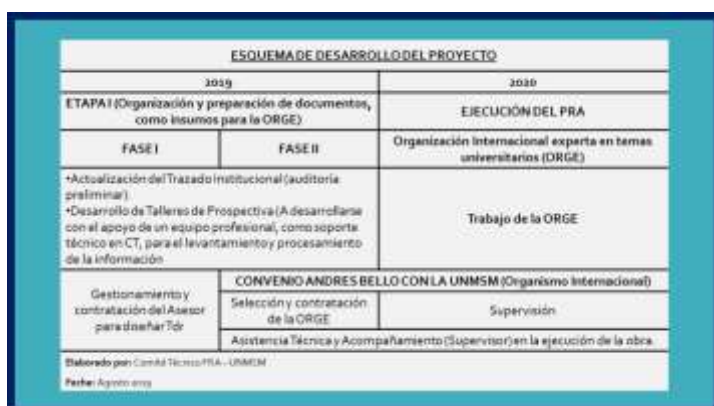 ESQUEMA DE DESARROLLO DEL PROYECTO
2019
2020
ETAPA I (Organización y preparación de documentos,
como insumos para la ORGE)
EJECUCIÓN DEL PRA
FASE I
FASE II
Organización Internacional experta en temas
universitarios (ORGE)
•Actualización del Trazado Institucional (auditoría
preliminar)
•Desarrollo de Talleres de Prospectiva (A desarrollarse
con el apoyo de un equipo profesional, como soporte
técnico en CT, para el levantamiento y procesamiento
de la información
Trabajo de la ORGE
CONVENIO ANDRES BELLO CON LA UNMSM (Organismo Internacional)
Gestionamiento y
contratación del Asesor
para diseñar Tdr
Selección y contratación
de la ORGE
Supervisión
Asistencia Técnica y Acompañamiento (Supervisor) en la ejecución de la obra.
Elaborado por: Comité Técnico PRA - UNMSM
Fecha: Agosto 2019